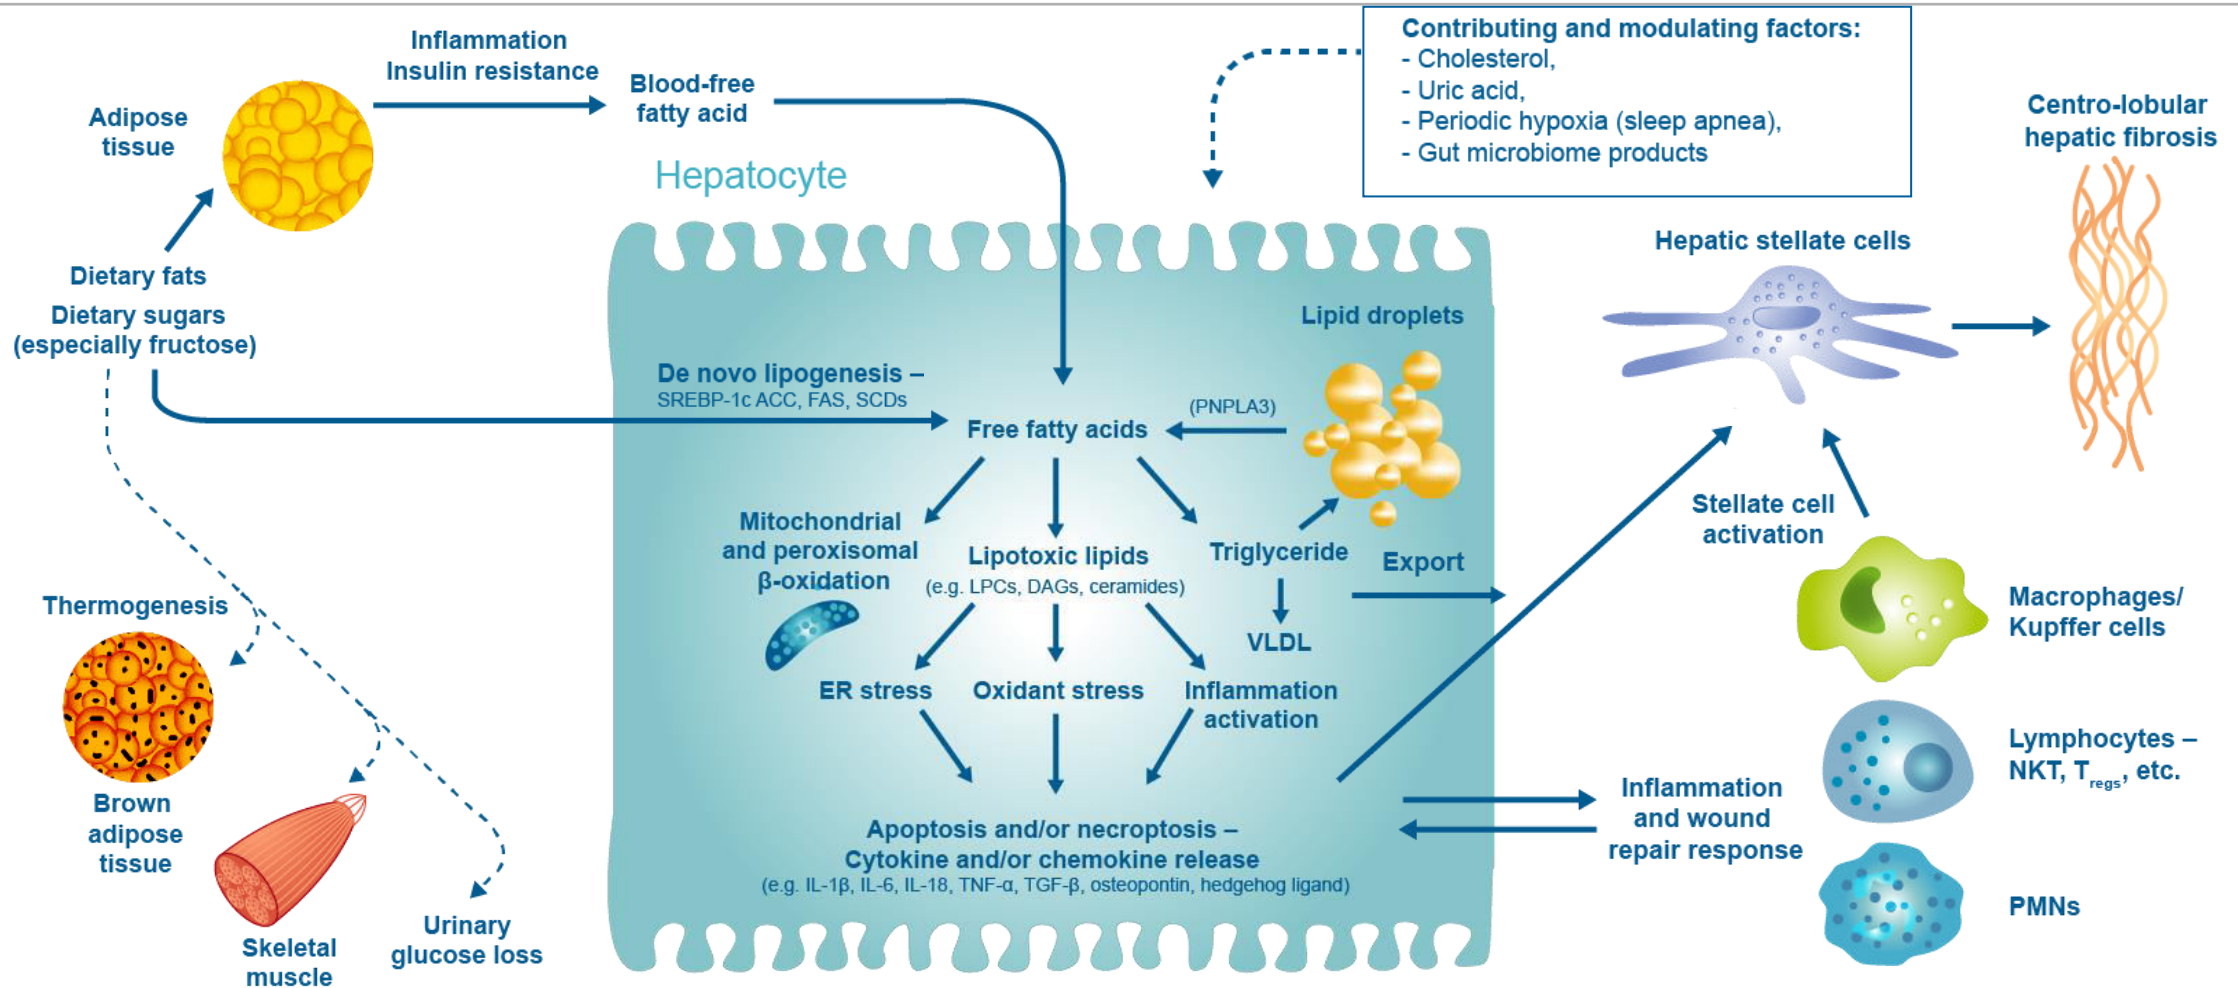 Inflammation
Insulin resistance
Adipose
tissue
Blood-free
fatty acid
Contributing and modulating factors:
- Cholesterol,
- Uric acid,
- Periodic hypoxia (sleep apnea),
- Gut microbiome products
Centro-lobular
hepatic fibrosis
Hepatocyte
Hepatic stellate cells
Dietary fats
Dietary sugars
(especially fructose)
Lipid droplets
De novo lipogenesis –
SREBP-1c ACC, FAS, SCDs
Free fatty acids
(PNPLA3)
Mitochondrial
and peroxisomal
β-oxidation
Lipotoxic lipids
(e.g. LPCs, DAGs, ceramides)
Triglyceride
Export
VLDL
Stellate cell
activation
Macrophages/
Kupffer cells
Thermogenesis
ER stress
Oxidant stress
Inflammation
activation
Lymphocytes –
NKT, Tregs, etc.
Brown
adipose
tissue
Apoptosis and/or necroptosis –
Cytokine and/or chemokine release
(e.g. IL-1β, IL-6, IL-18, TNF-α, TGF-β, osteopontin, hedgehog ligand)
Inflammation
and wound
repair response
PMNs
Skeletal
muscle
Urinary
glucose loss